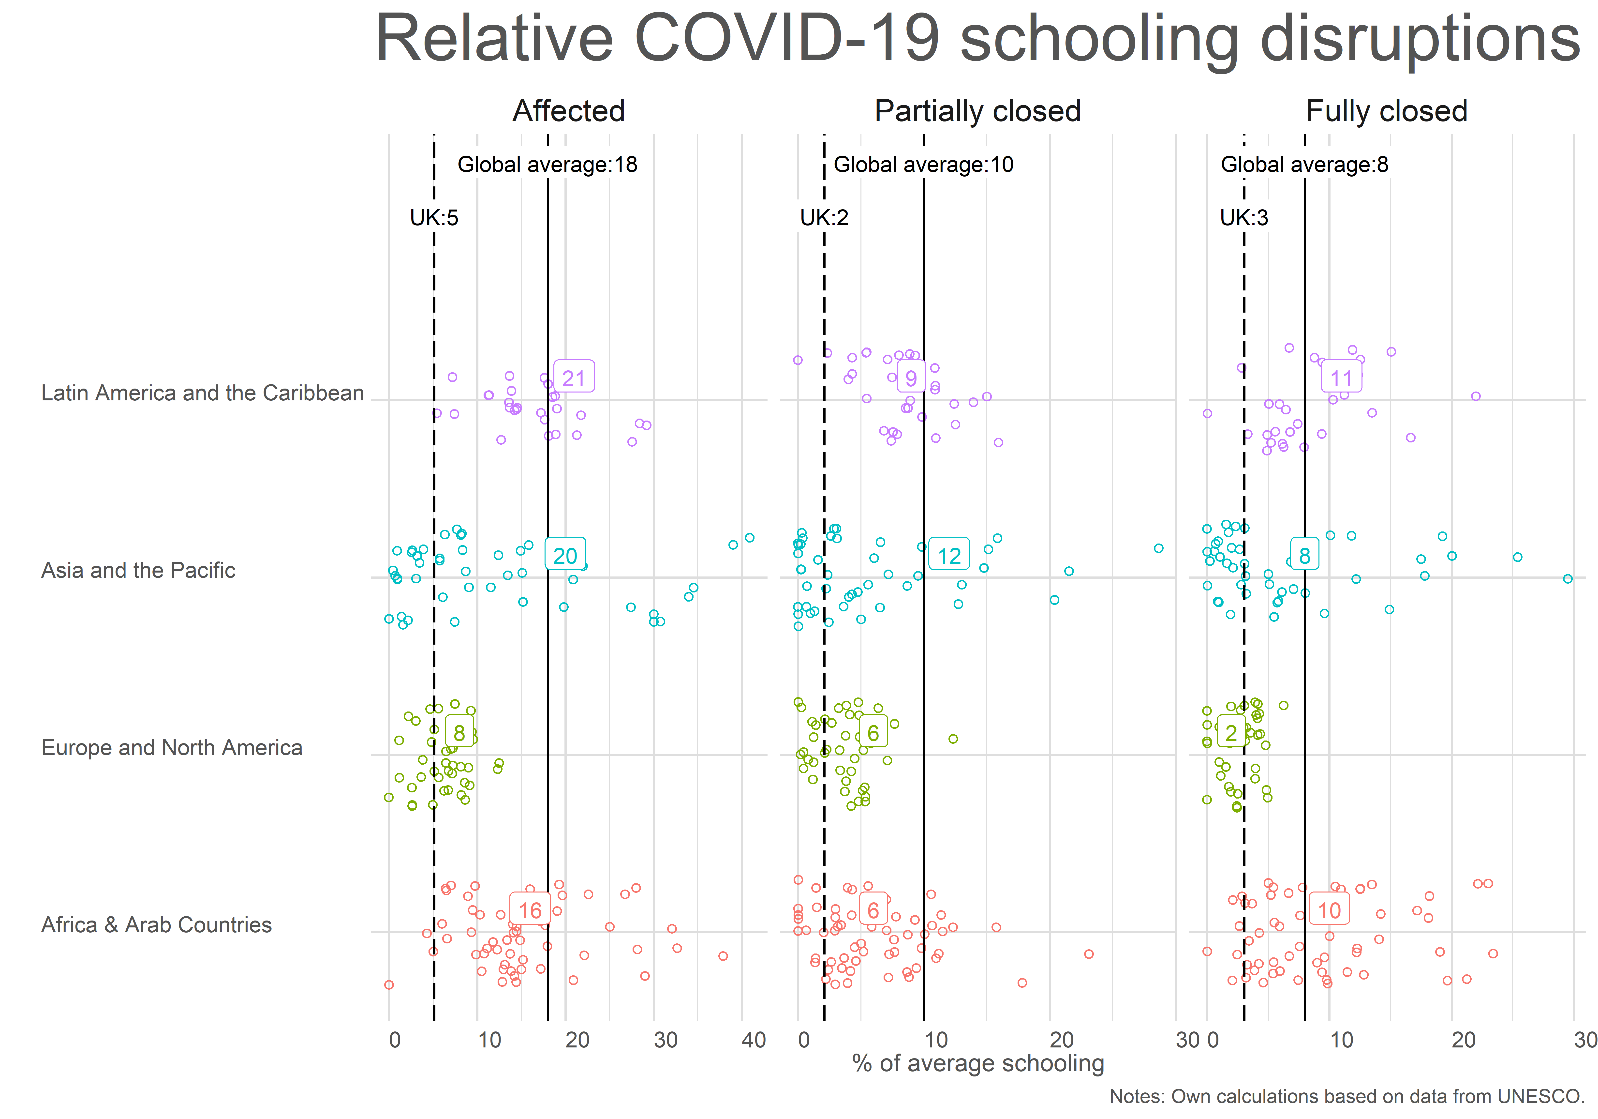 Relative COVID-19 schooling disruptions
Affected
Partially closed
Fully closed
Global average:18
Global average:10
Global average:8
UK:5
UK:2
UK:3
Latin America and the Caribbean
21
9
11
Asia and the Pacific
20
12
8
Europe and North America
8
6
2
Africa & Arab Countries
16
6
10
0 10 20 30 40
0 10 20 30
0 10 20 30
% of average schooling
Notes: Own calculations based on data from UNESCO.